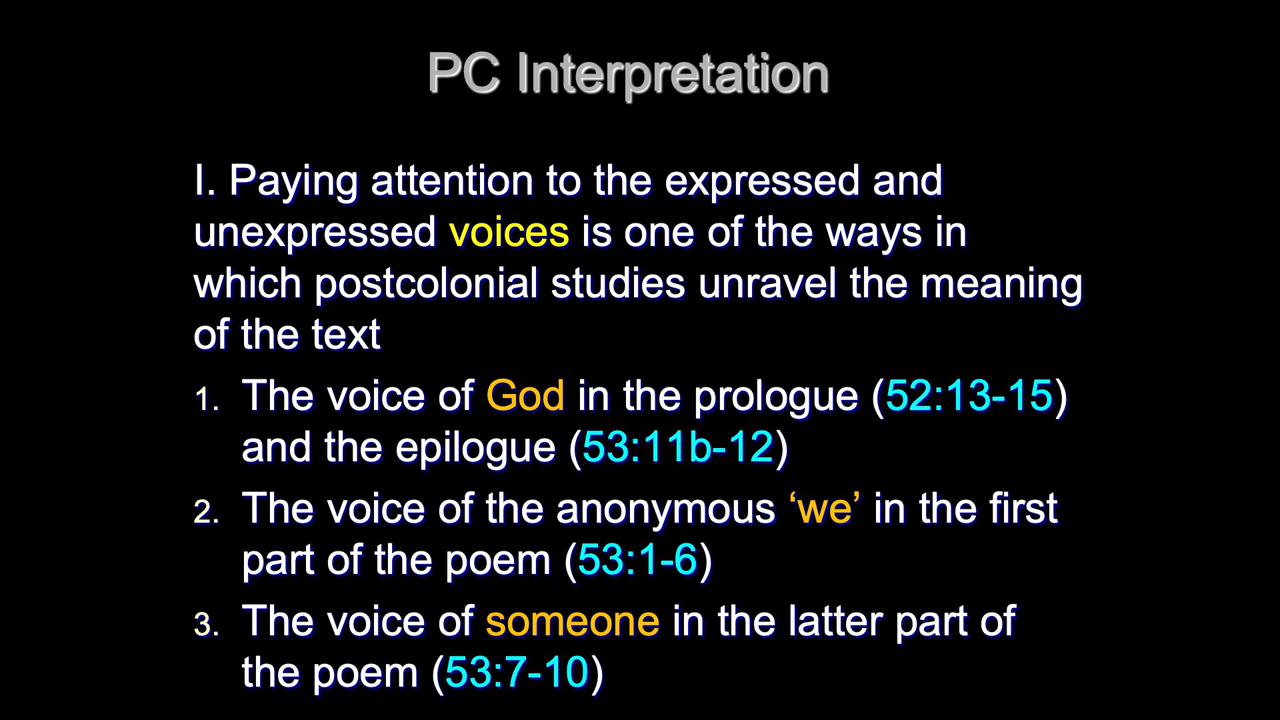 PC Interpretation
I. Paying attention to the expressed and
unexpressed voices is one of the ways in
which postcolonial studies unravel the meaning
of the text
1. The voice of God in the prologue (52:13-15)
and the epilogue (53:11b-12)
2. The voice of the anonymous ‘we’ in the first
part of the poem (53:1-6)
3. The voice of someone in the latter part of
the poem (53:7-10)